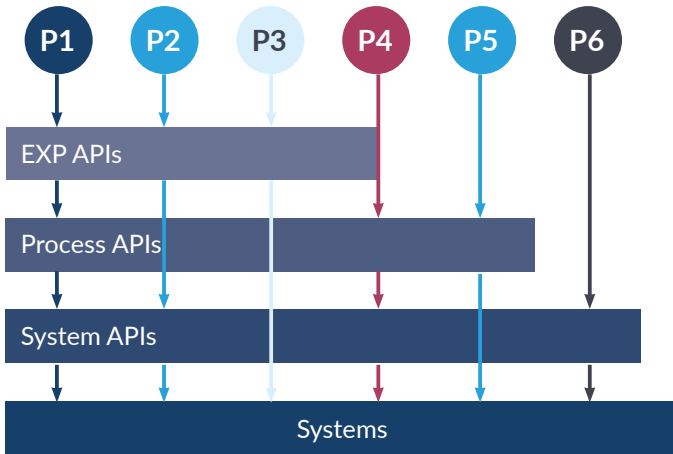 P1 P2 P3 P4 P5 P6
EXP APIs
Process APIs
System APIs
Systems